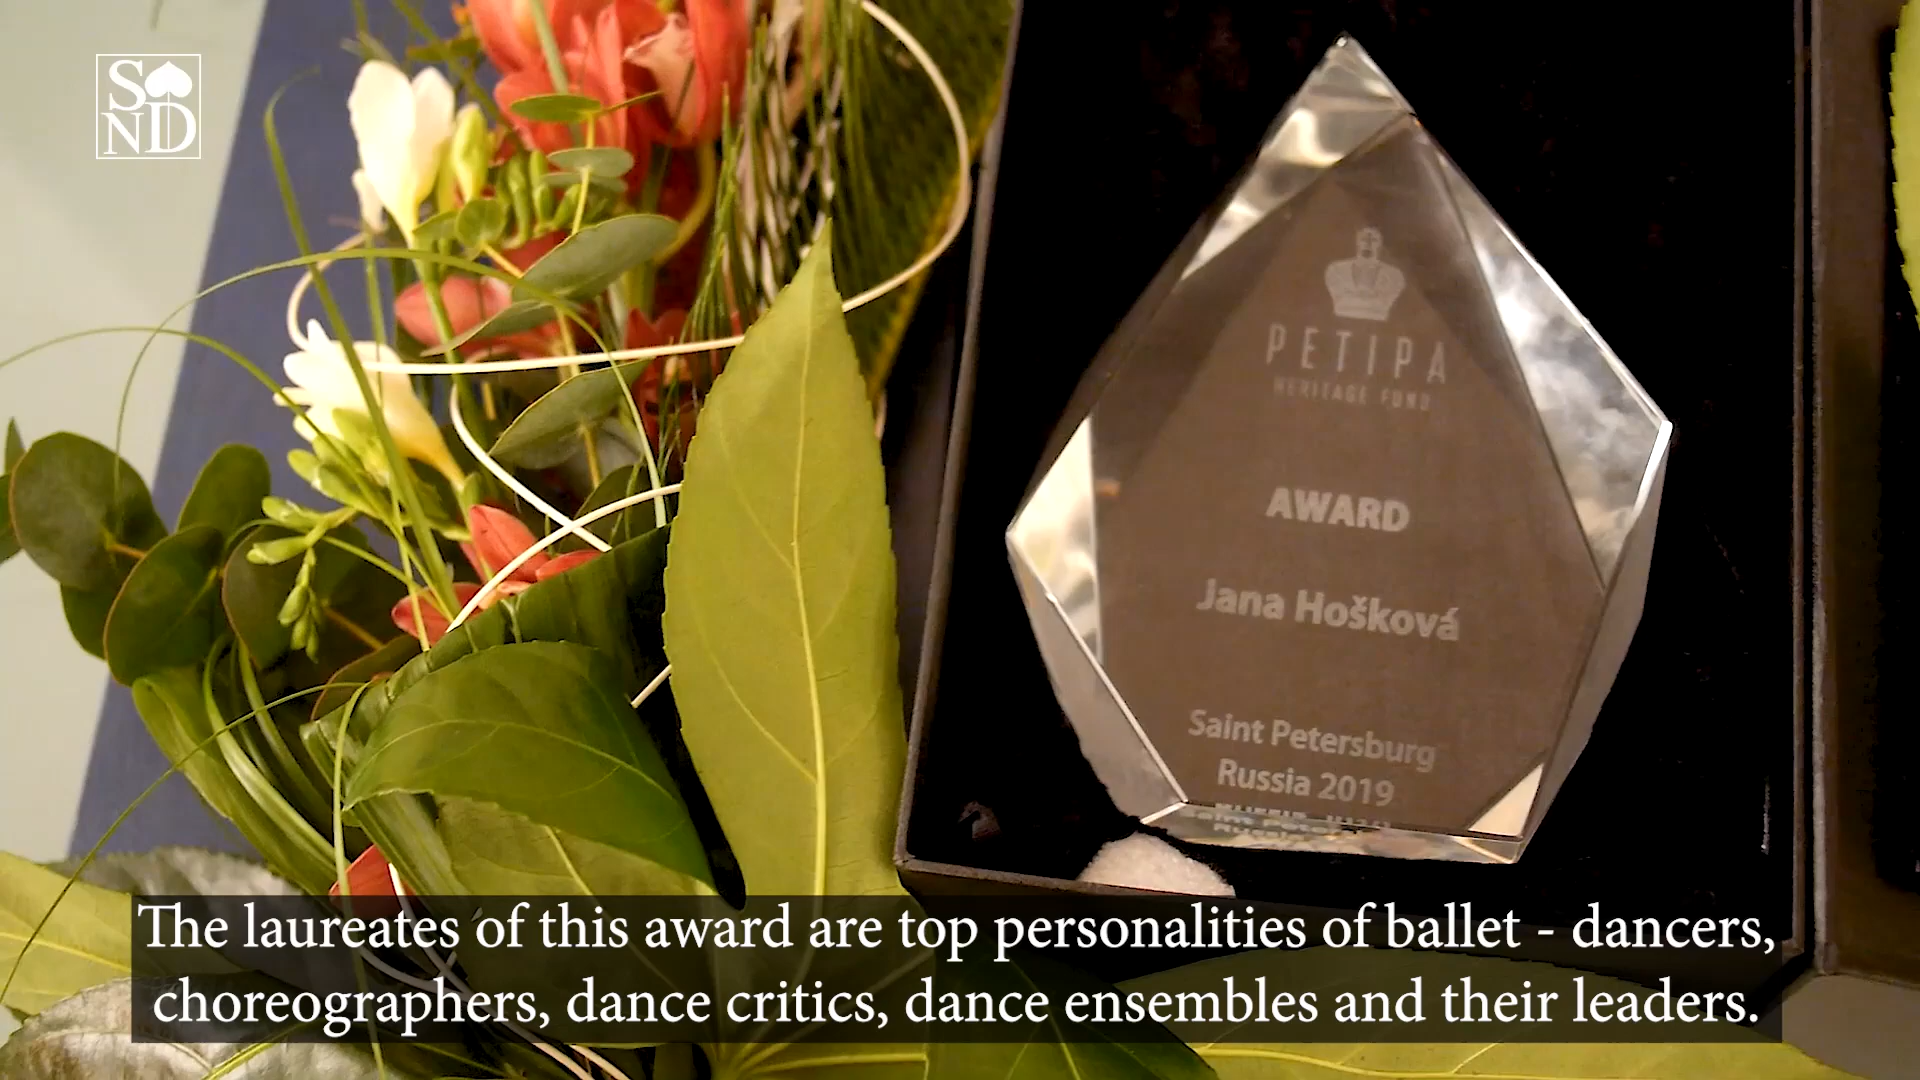 SND
PETIPA
HERITAGE FUND
AWARD
Jana Hošková
Saint Petersburg
Russia 2019
The laureates of this award are top personalities of ballet - dancers,
choreographers, dance critics, dance ensembles and their leaders.